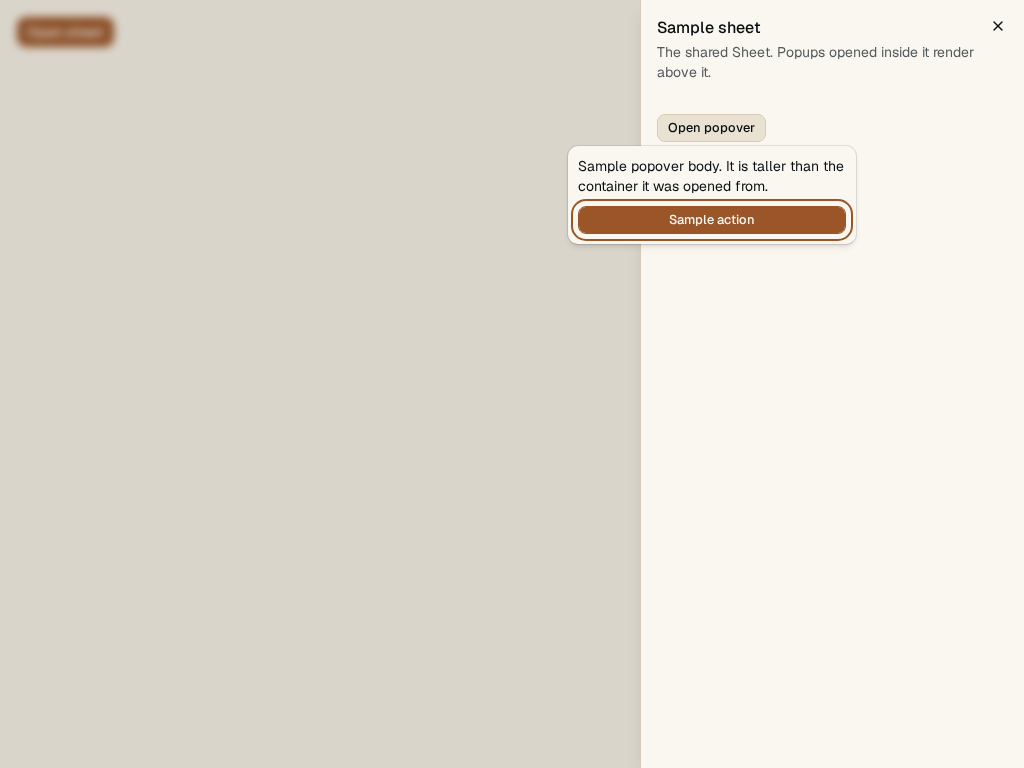 Sample sheet
The shared Sheet. Popups opened inside it render
above it.
Open popover
Sample popover body. It is taller than the
container it was opened from.
Sample action